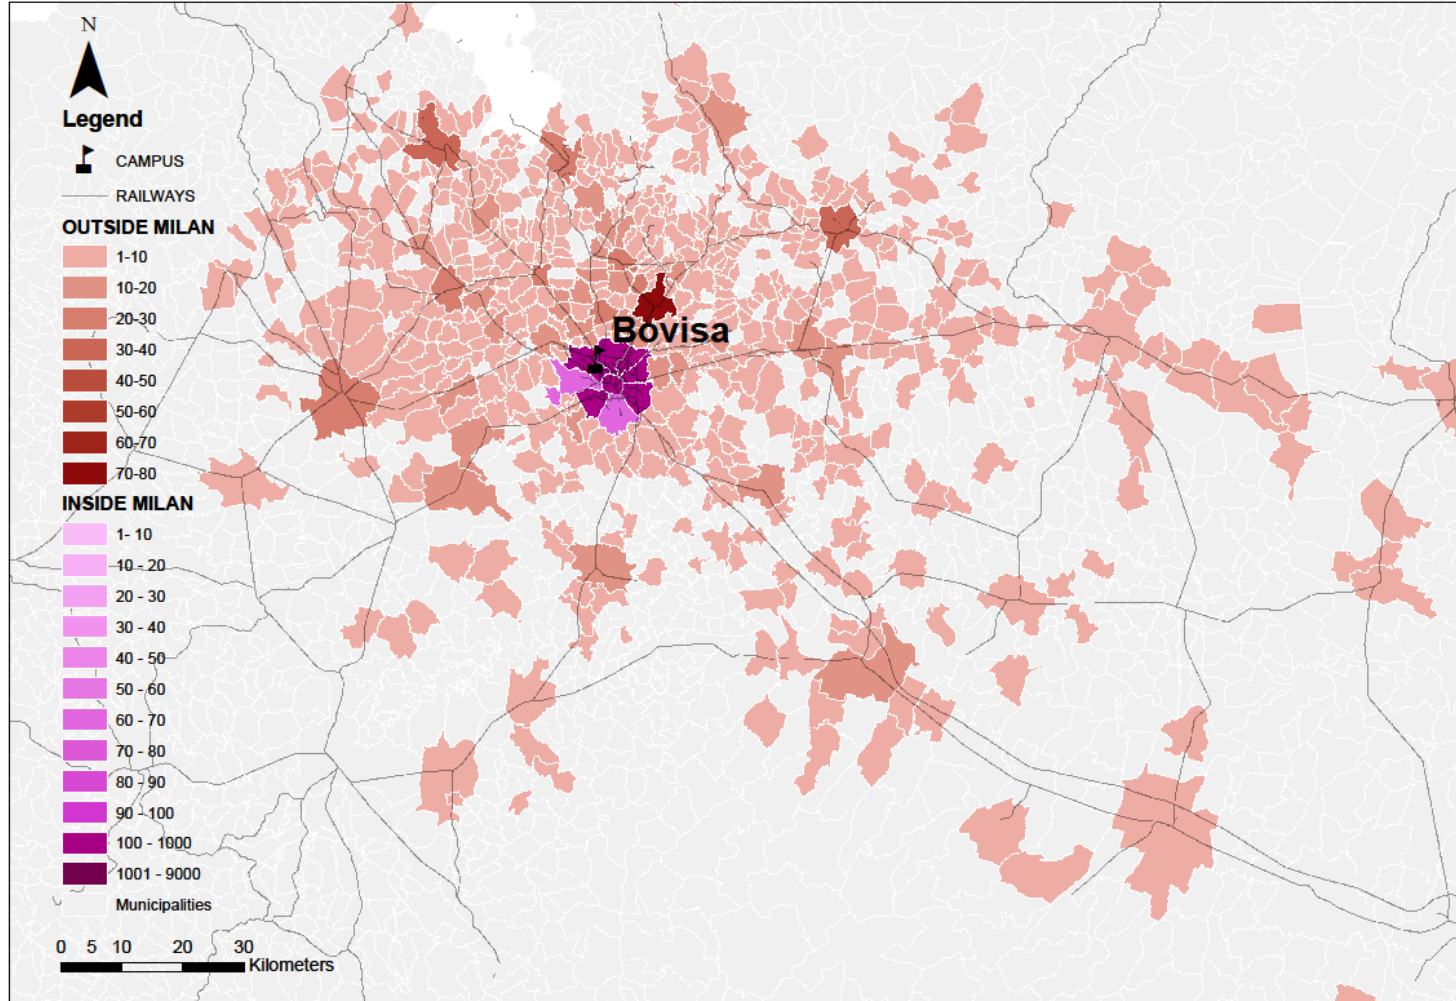 N
Legend
CAMPUS
RAILWAYS
OUTSIDE MILAN
1-10
10-20
20-30
30-40
40-50
50-60
60-70
70-80
INSIDE MILAN
1- 10
10 - 20
20 - 30
30 - 40
40 - 50
50 - 60
60 - 70
70 - 80
80 - 90
90 - 100
100 - 1000
1001 - 9000
Municipalities
0 5 10 20 30
Kilometers
Bovisa